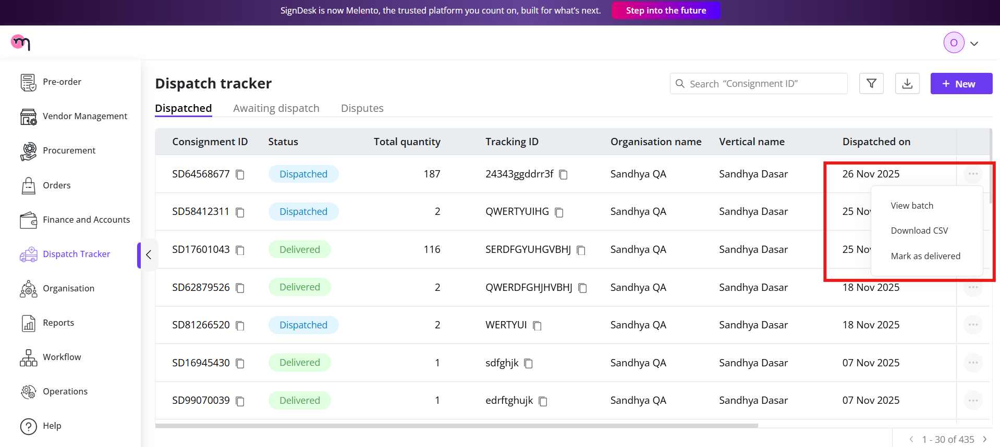 SignDesk is now Melento, the trusted platform you count on, built for what's next. Step into the future
m
O
Pre-order
Vendor Management
Procurement
Orders
Finance and Accounts
Dispatch Tracker
Organisation
Reports
Workflow
Operations
Help
Dispatch tracker
Search “Consignment ID”
+ New
Dispatched Awaiting dispatch Disputes
Consignment ID Status Total quantity Tracking ID Organisation name Vertical name Dispatched on
SD64568677 Dispatched 187 24343ggddrr3f Sandhya QA Sandhya Dasar 26 Nov 2025
SD58412311 Dispatched 2 QWERTYUIHG Sandhya QA Sandhya Dasar 25 Nov
SD17601043 Delivered 116 SERDFGYUHGVBHJ Sandhya QA Sandhya Dasar 25 Nov
View batch
Download CSV
Mark as delivered
SD62879526 Delivered 2 QWERDFGHJHVBHJ Sandhya QA Sandhya Dasar 18 Nov 2025
SD81266520 Dispatched 2 WERTYUI Sandhya QA Sandhya Dasar 18 Nov 2025
SD16945430 Delivered 1 sdfghjk Sandhya QA Sandhya Dasar 07 Nov 2025
SD99070039 Delivered 1 edrftghujk Sandhya QA Sandhya Dasar 07 Nov 2025
1 - 30 of 435